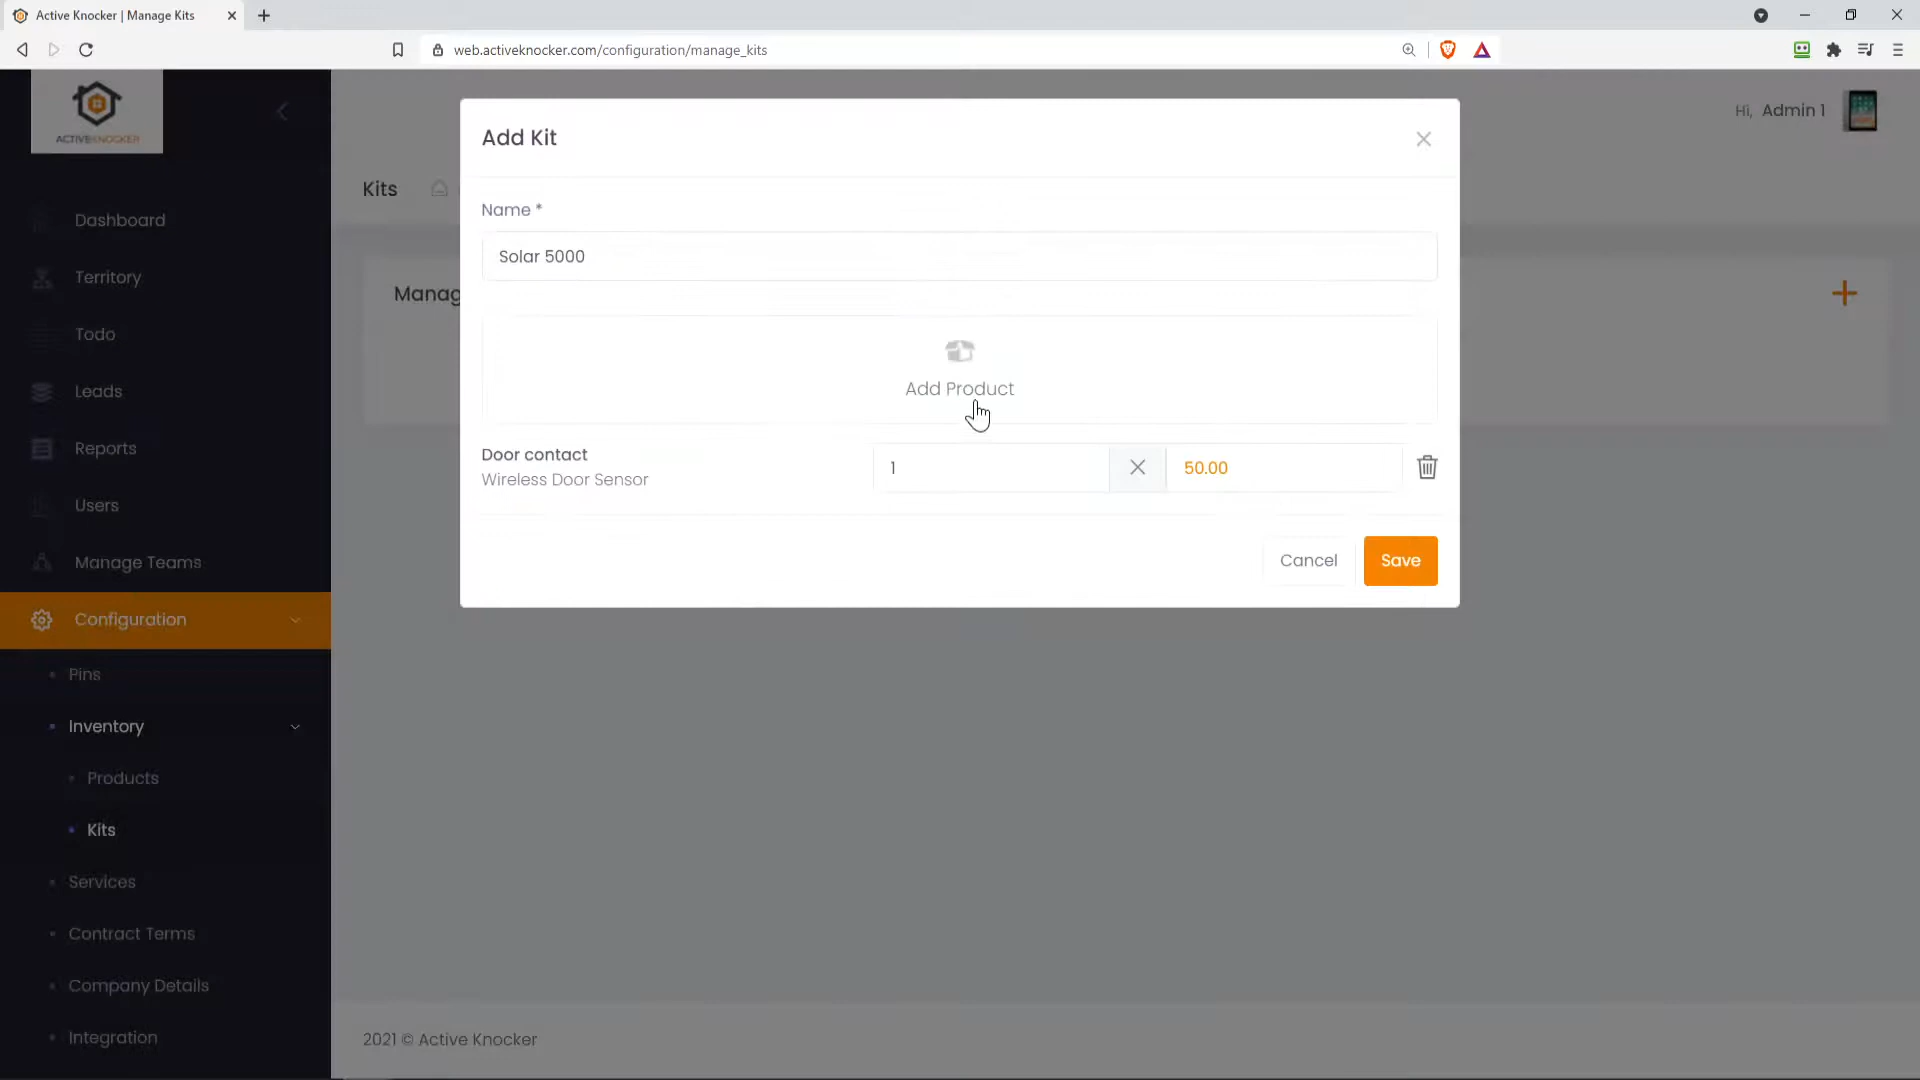 Active Knocker | Manage Kits
web.activeknocker.com/configuration/manage_kits
ACTIVEKNOCKER
Hi, Admin 1
Dashboard
Territory
Todo
Leads
Reports
Users
Manage Teams
Configuration
Pins
Inventory
Products
Kits
Services
Contract Terms
Company Details
Integration
Kits
Manag
Add Kit
Name *
Solar 5000
Add Product
Door contact
Wireless Door Sensor
1
50.00
Cancel
Save
2021 © Active Knocker